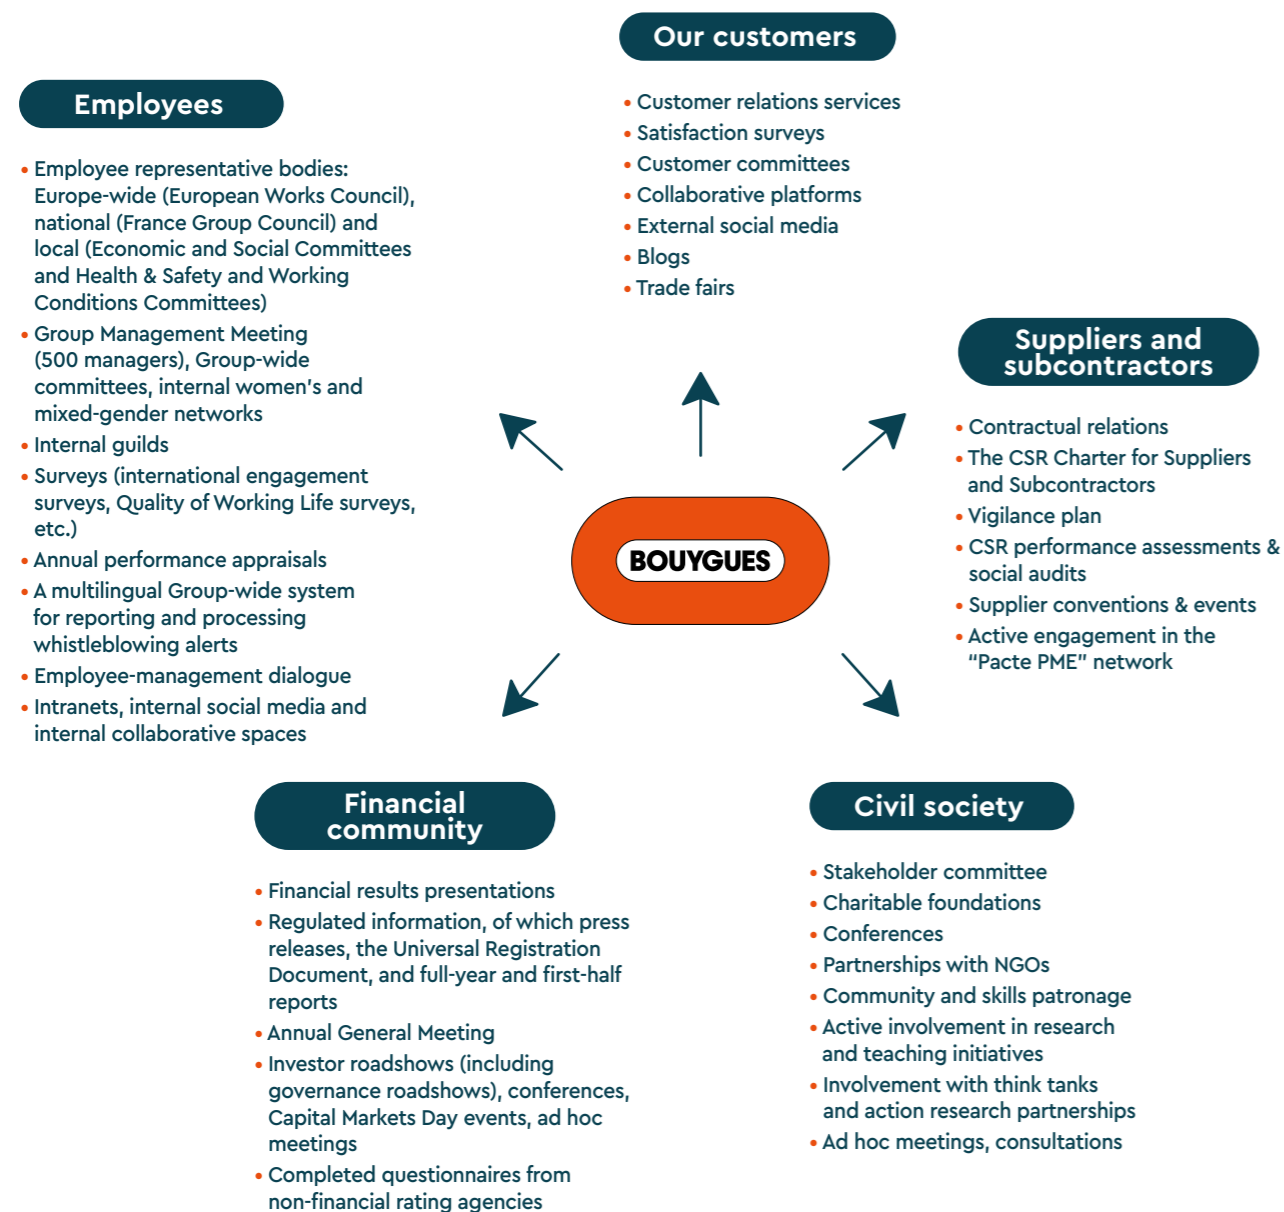 Our customers
• Customer relations services
• Satisfaction surveys
• Customer committees
• Collaborative platforms
• External social media
• Blogs
• Trade fairs
Employees
• Employee representative bodies:
Europe-wide (European Works Council),
national (France Group Council) and
local (Economic and Social Committees
and Health & Safety and Working
Conditions Committees)
• Group Management Meeting
(500 managers), Group-wide
committees, internal women's and
mixed-gender networks
• Internal guilds
• Surveys (international engagement
surveys, Quality of Working Life surveys,
etc.)
• Annual performance appraisals
• A multilingual Group-wide system
for reporting and processing
whistleblowing alerts
• Employee-management dialogue
• Intranets, internal social media and
internal collaborative spaces
Suppliers and
subcontractors
• Contractual relations
• The CSR Charter for Suppliers
and Subcontractors
• Vigilance plan
• CSR performance assessments &
social audits
• Supplier conventions & events
• Active engagement in the
“Pacte PME” network
BOUYGUES
Financial
community
• Financial results presentations
• Regulated information, of which press
releases, the Universal Registration
Document, and full-year and first-half
reports
• Annual General Meeting
• Investor roadshows (including
governance roadshows), conferences,
Capital Markets Day events, ad hoc
meetings
• Completed questionnaires from
non-financial rating agencies
Civil society
• Stakeholder committee
• Charitable foundations
• Conferences
• Partnerships with NGOs
• Community and skills patronage
• Active involvement in research
and teaching initiatives
• Involvement with think tanks
and action research partnerships
• Ad hoc meetings, consultations